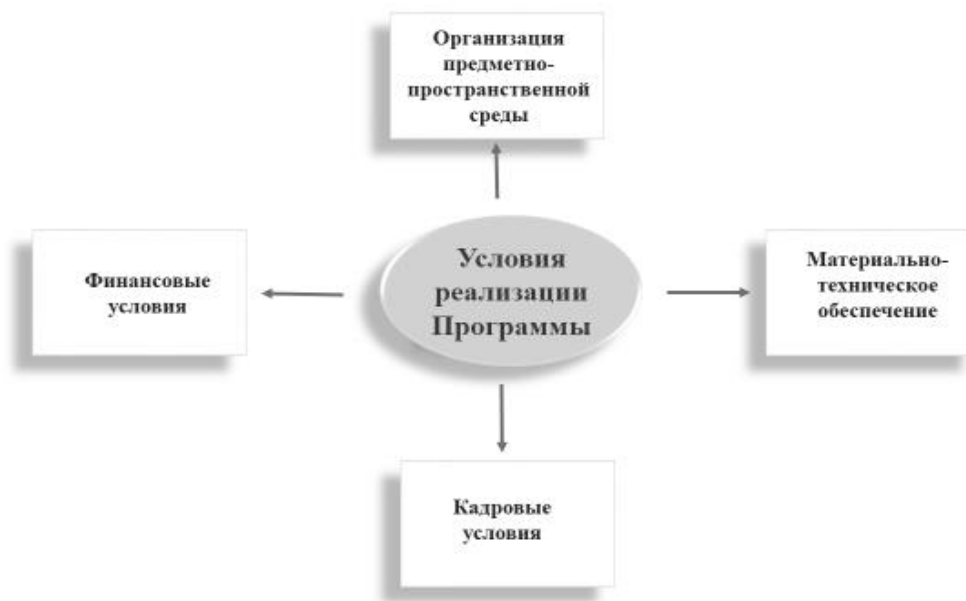 Организация
предметно-
пространственной
среды
Финансовые
условия
Условия
реализации
Программы
Материально-
техническое
обеспечение
Кадровые
условия